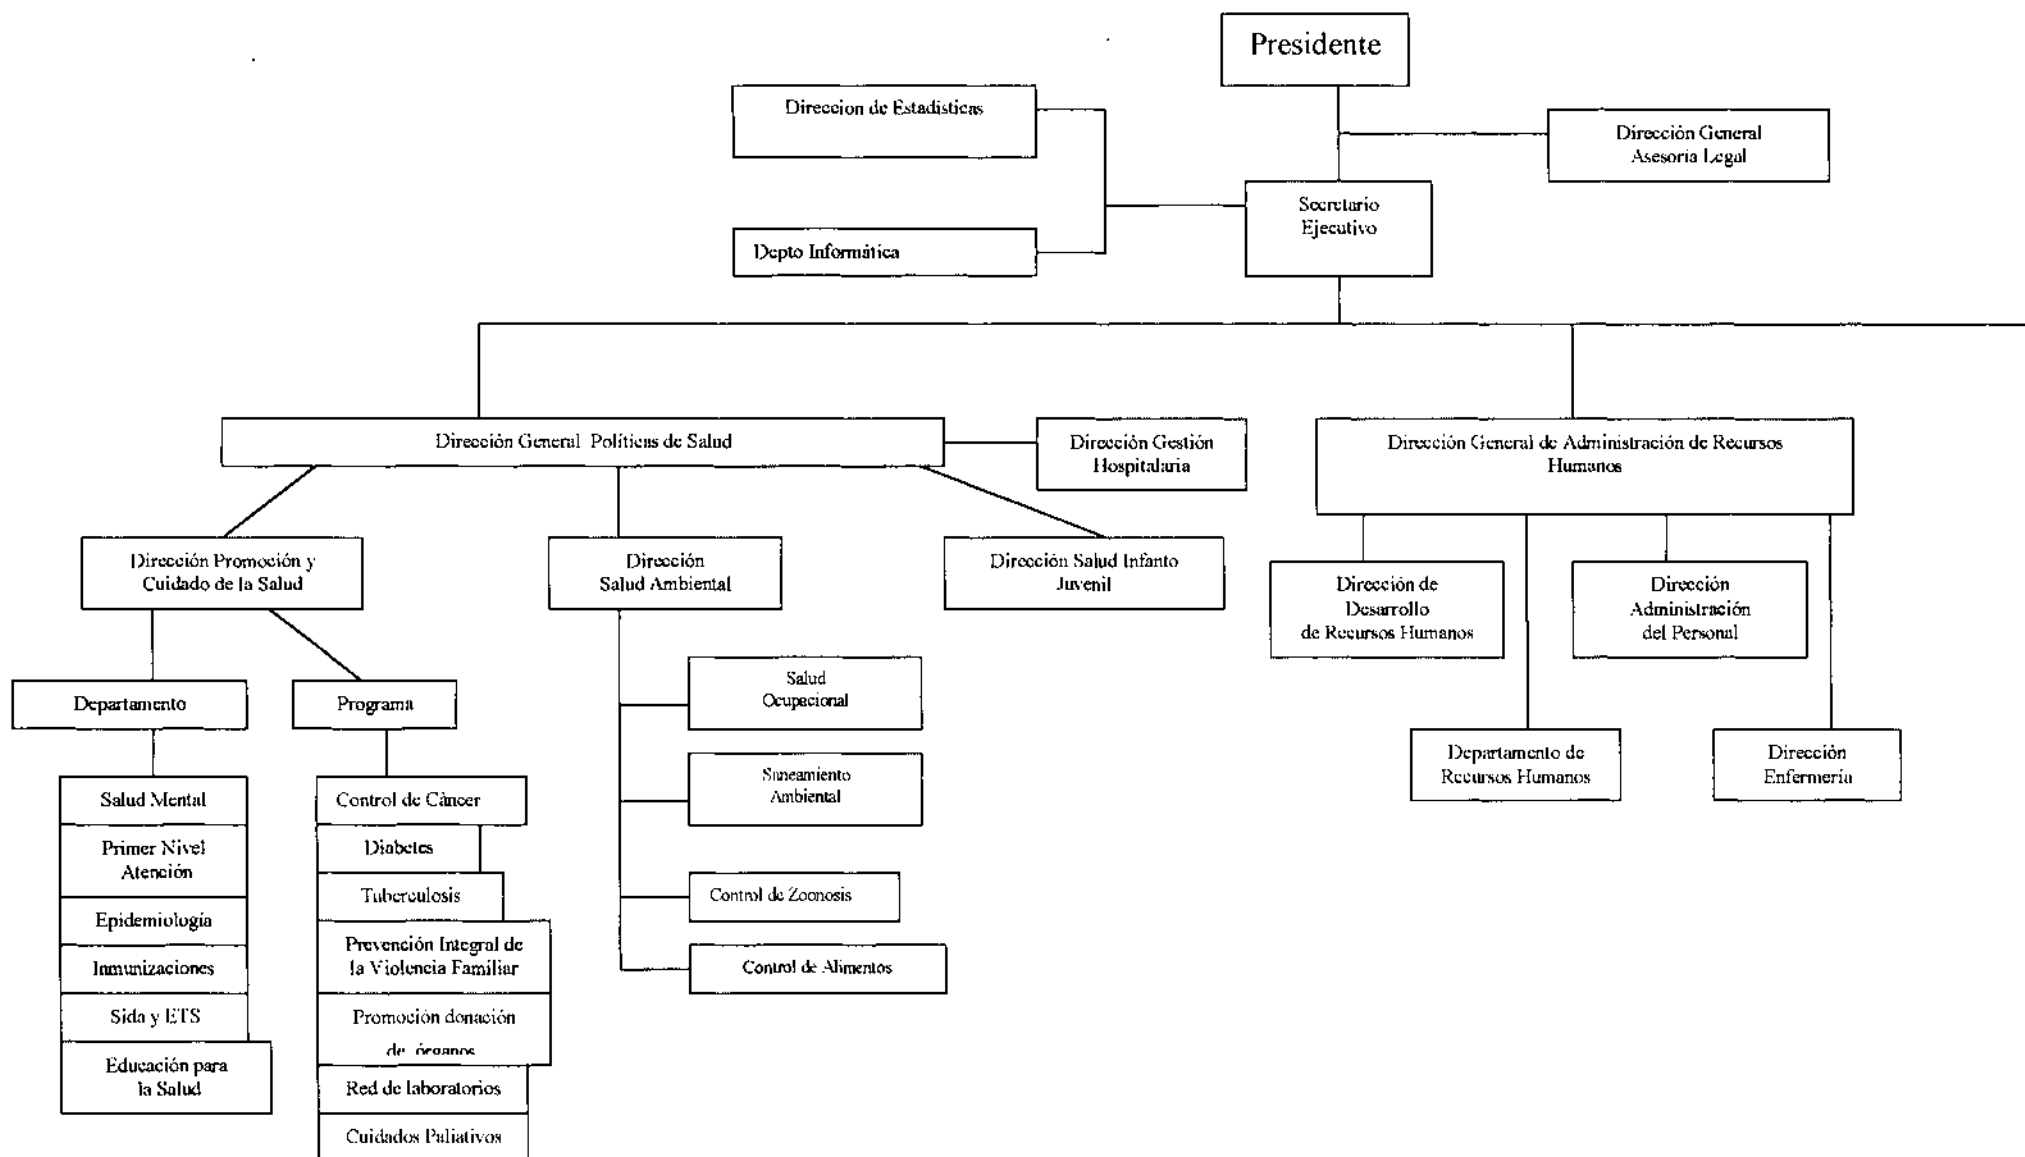 Presidente
Direccion de Estadísticas
Dirección General
Asesoria Legal
Secretario
Ejecutivo
Depto Informática
Dirección General Políticas de Salud
Dirección Gestión
Hospitalaria
Dirección General de Administración de Recursos
Humanos
Dirección Promoción y
Cuidado de la Salud
Dirección
Salud Ambiental
Dirección Salud Infanto
Juvenil
Dirección de
Desarrollo
de Recursos Humanos
Dirección
Administración
del Personal
Departamento
Programa
Salud
Ocupacional
Departamento de
Recursos Humanos
Dirección
Enfermería
Saneamiento
Ambiental
Control de Zoonosis
Control de Alimentos
Salud Mental
Primer Nivel
Atención
Epidemiología
Inmunizaciones
Sida y ETS
Educación para
la Salud
Control de Càncer
Diabetes
Tuberculosis
Prevención Integral de
la Violencia Familiar
Promoción donación
de órganos
Red de laboratorios
Cuidados Paliativos